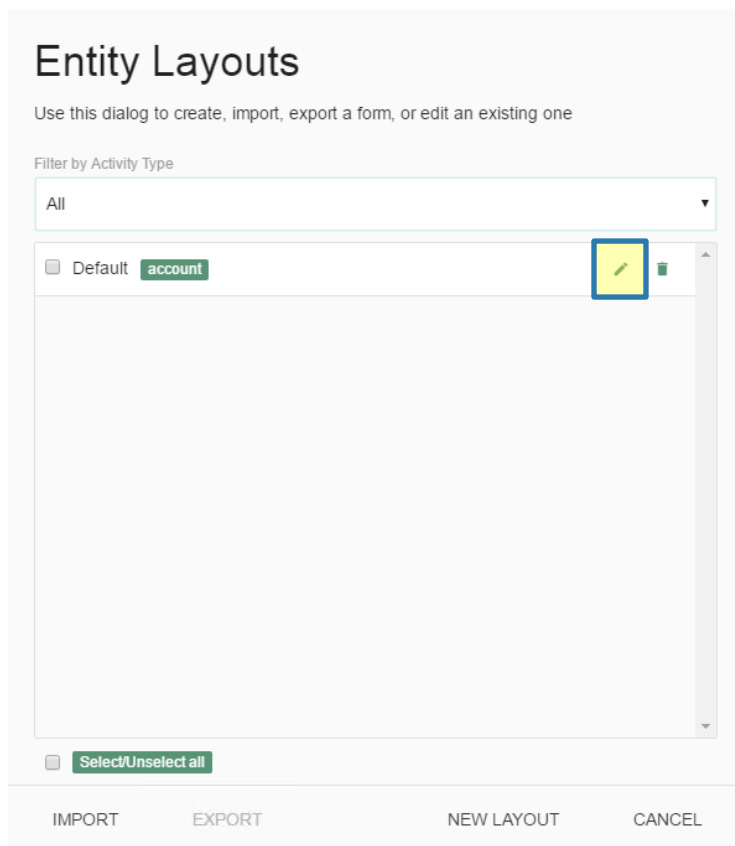 Entity Layouts
Use this dialog to create, import, export a form, or edit an existing one
Filter by Activity Type
All
Default account
Select/Unselect all
IMPORT EXPORT NEW LAYOUT CANCEL